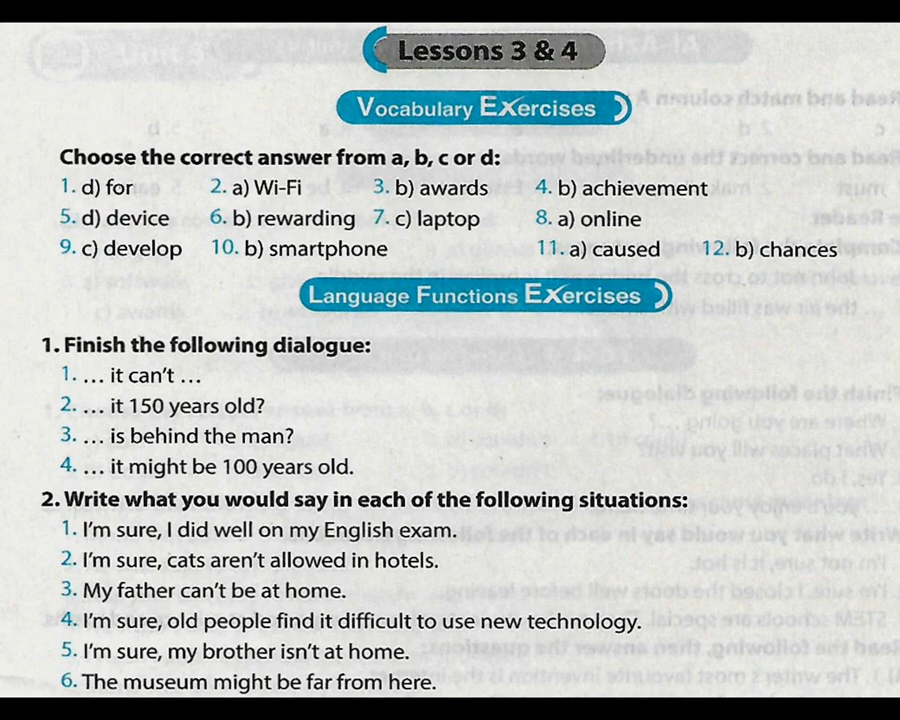 Lessons 3 & 4
Vocabulary EXercises
Choose the correct answer from a, b, c or d:
1. d) for 2. a) Wi-Fi 3. b) awards 4. b) achievement
5. d) device 6. b) rewarding 7. c) laptop 8. a) online
9. c) develop 10. b) smartphone 11. a) caused 12. b) chances
Language Functions EXercises
1. Finish the following dialogue:
1. ... it can't ...
2. ... it 150 years old?
3. ... is behind the man?
4. ... it might be 100 years old.
2. Write what you would say in each of the following situations:
1. I'm sure, I did well on my English exam.
2. I'm sure, cats aren't allowed in hotels.
3. My father can't be at home.
4. I'm sure, old people find it difficult to use new technology.
5. I'm sure, my brother isn't at home.
6. The museum might be far from here.